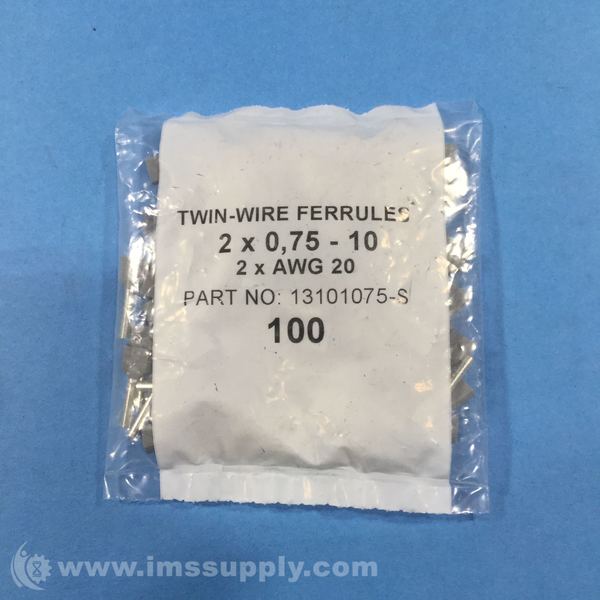 TWIN-WIRE FERRULES
2 x 0,75 - 10
2 x AWG 20
PART NO: 13101075-S
100
www.imssupply.com